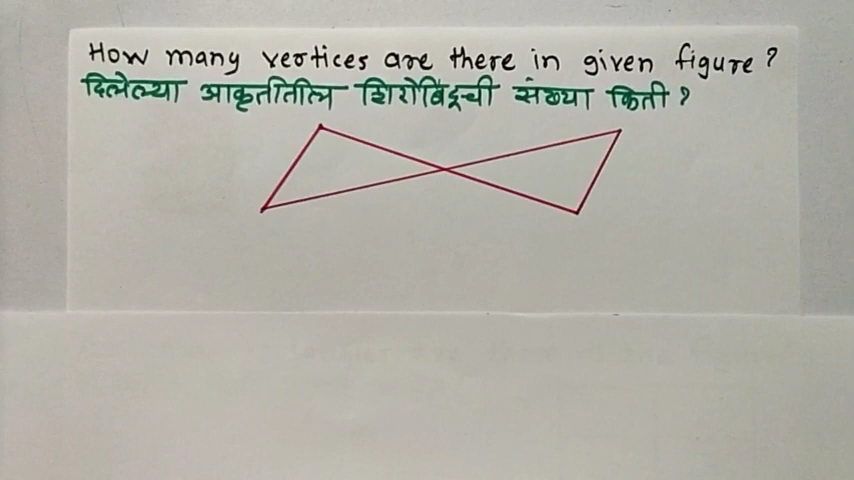 How many vertices are there in given figure ?
दिलेल्या आकृतीतिल शिरोबिंदूची संख्या किती ?